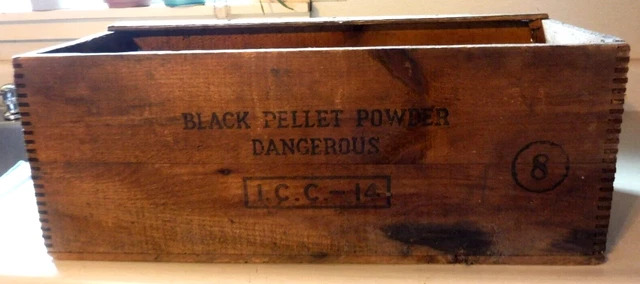 BLACK PELLET POWDER
DANGEROUS
I.C.C.-14
8